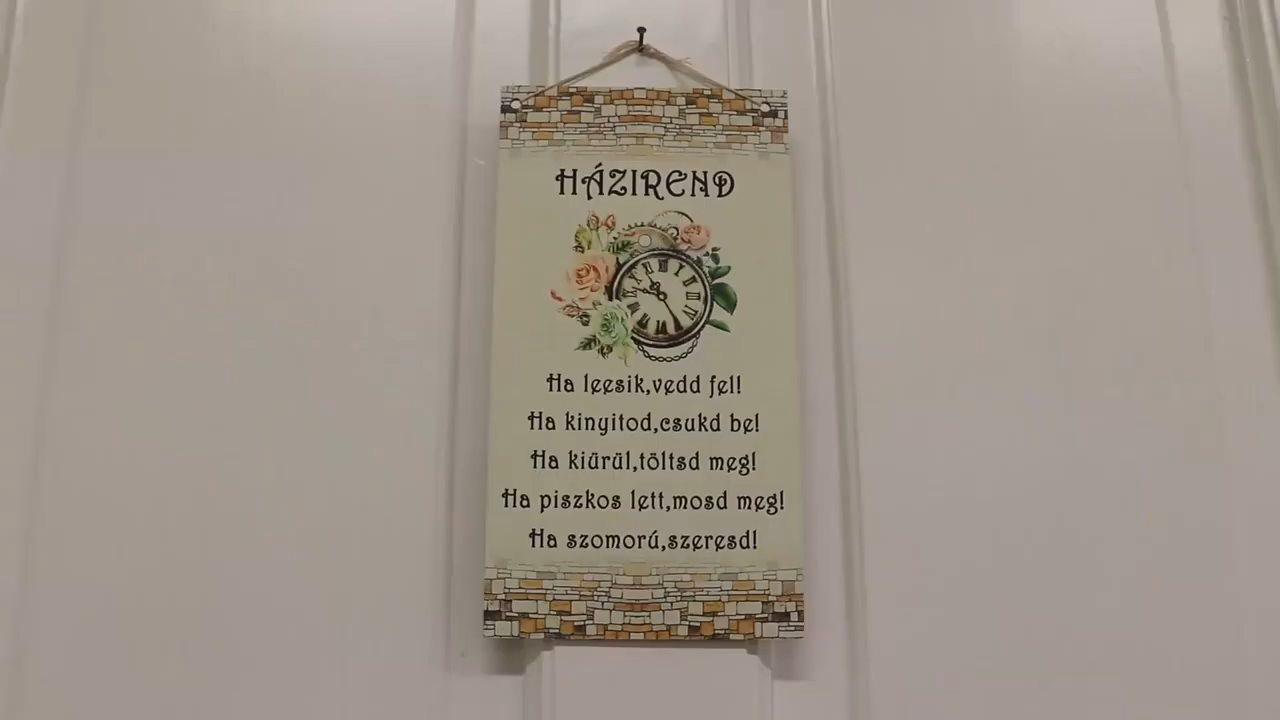 HÁZIREND
Ha leesik,vedd fel!
Ha kinyitod,csukd be!
Ha kiürül,töltsd meg!
Ha piszkos lett,mosd meg!
Ha szomorú,szeresd!